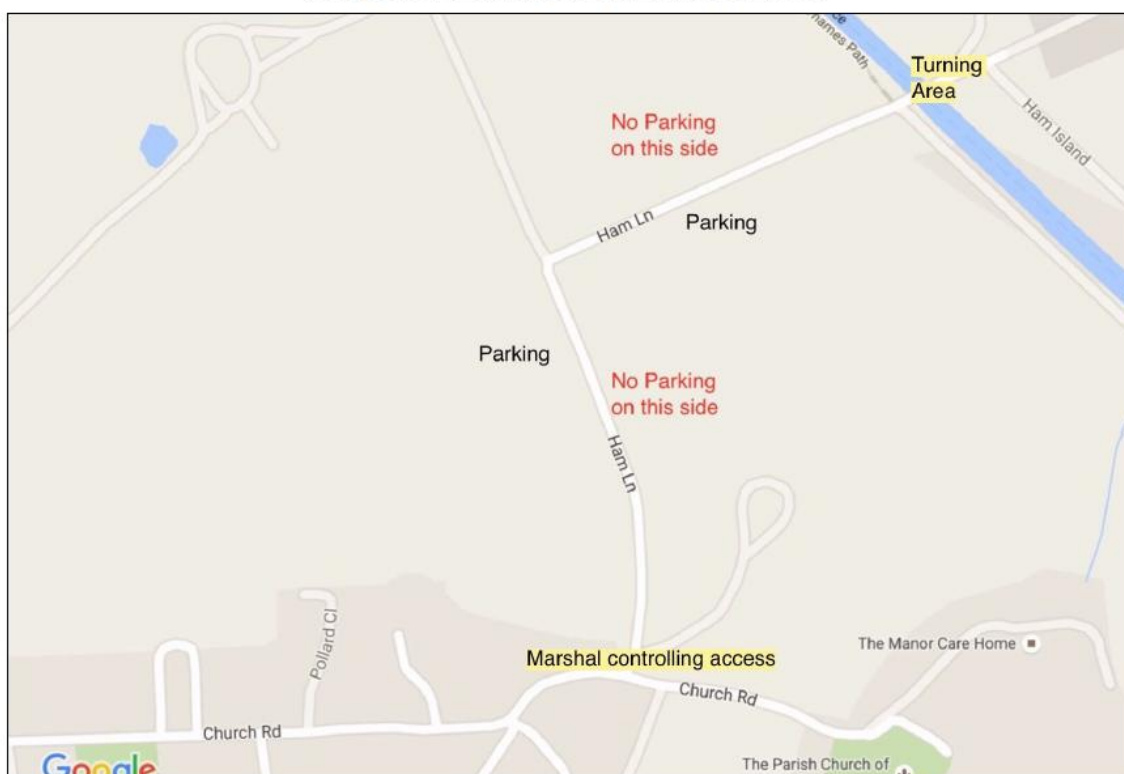 Thames Path
Turning
Area
Ham Island
No Parking
on this side
Ham Ln
Parking
Parking
No Parking
on this side
Ham Ln
Pollard Cl
Marshal controlling access
The Manor Care Home
Church Rd
Church Rd
Google
The Parish Church of